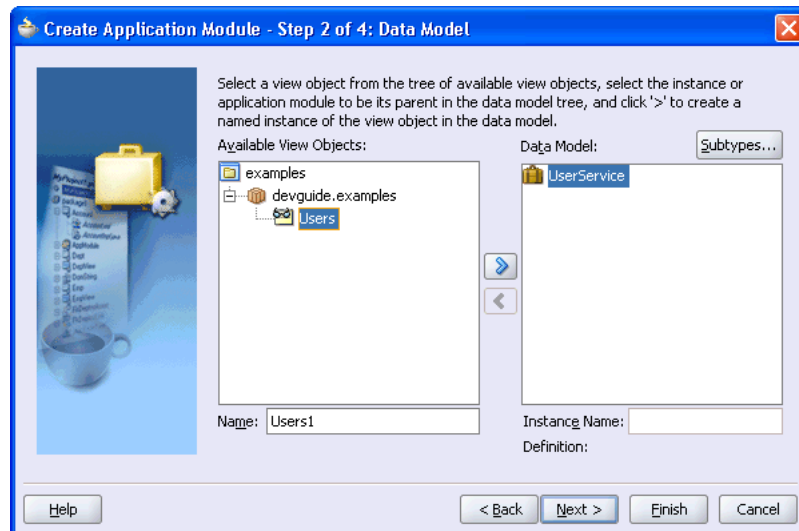 Create Application Module - Step 2 of 4: Data Model
Select a view object from the tree of available view objects, select the instance or
application module to be its parent in the data model tree, and click '>' to create a
named instance of the view object in the data model.
Available View Objects:
Data Model:
Subtypes...
examples
devguide.examples
Users
UserService
Name: Users1
Instance Name:
Definition:
Help
< Back
Next >
Finish
Cancel